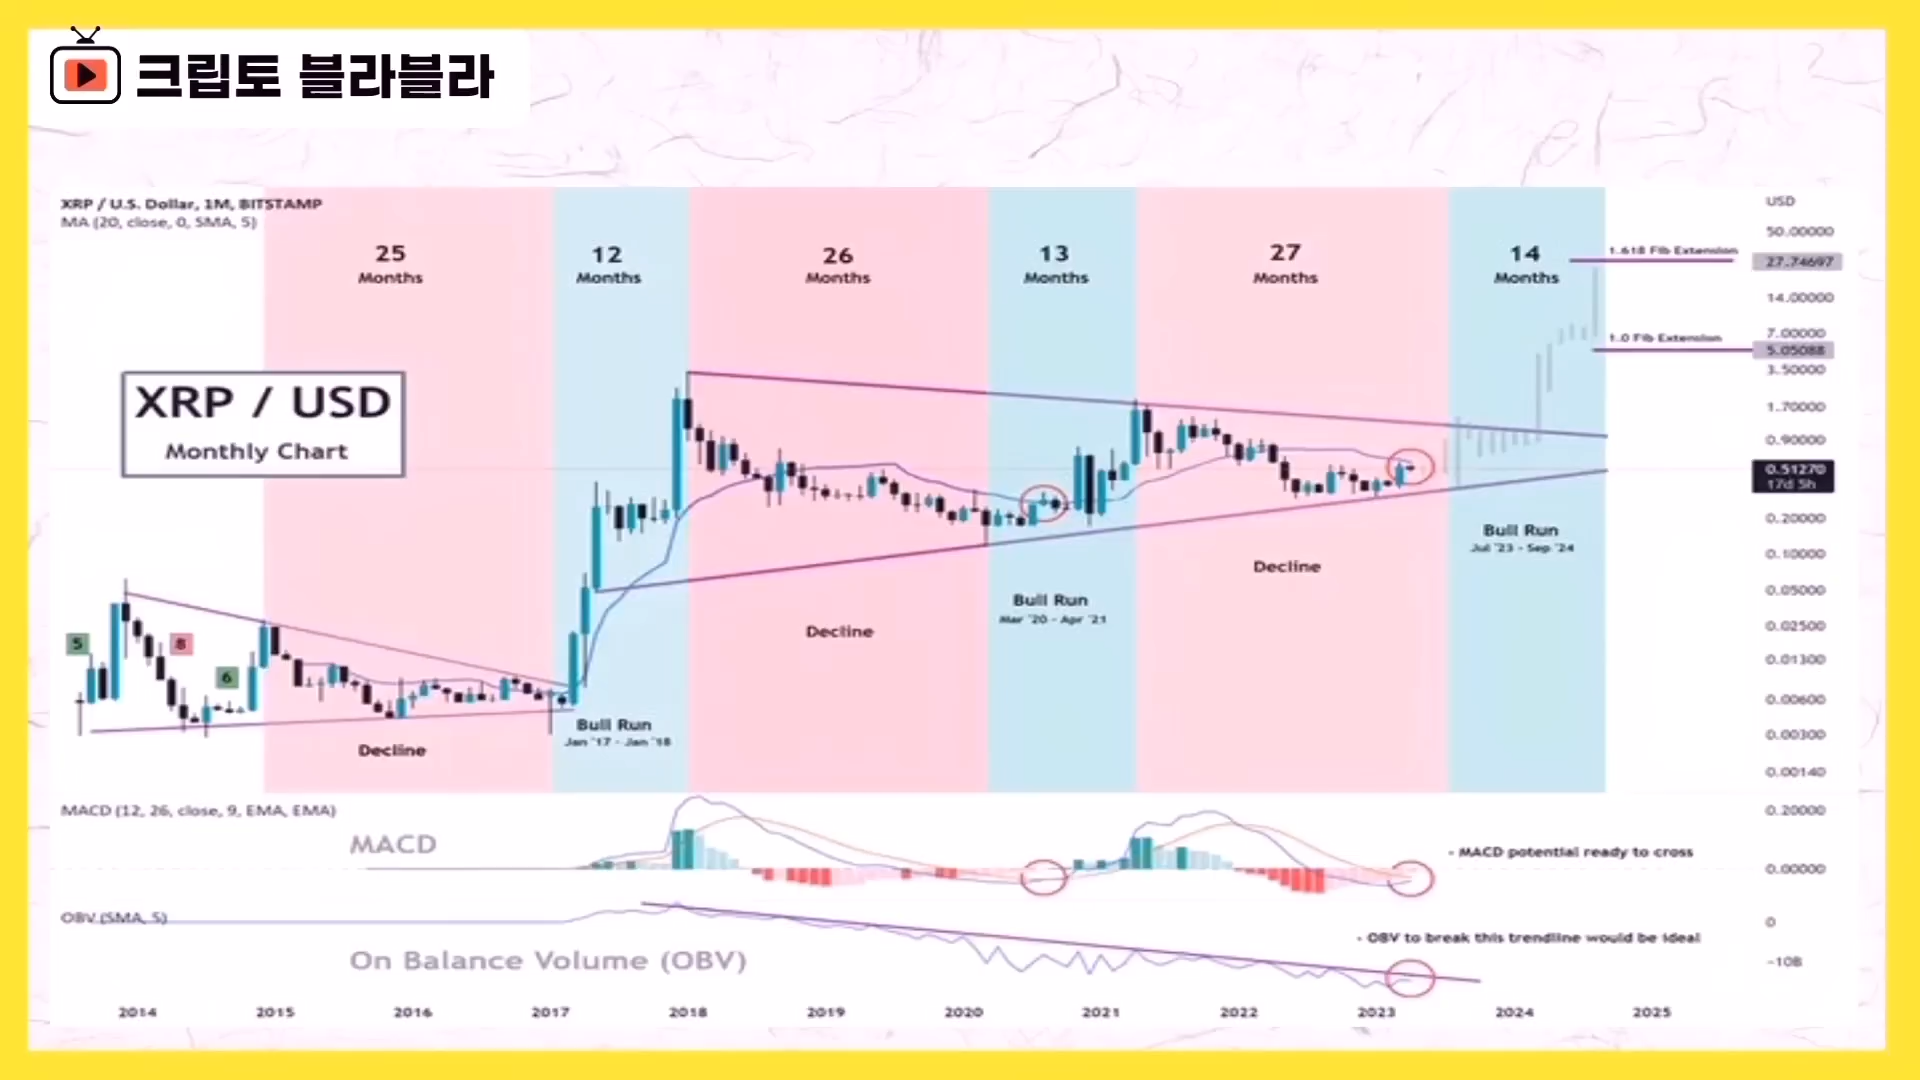 크립토 블라블라
XRP / U.S. Dollar, 1M, BITSTAMP
MA (20, close, 0, SMA, 5)
25
Months
12
Months
26
Months
13
Months
27
Months
14
Months
XRP / USD
Monthly Chart
5
8
6
Decline
Bull Run
Jan '17 - Jan '18
Decline
Bull Run
Mar '20 - Apr '21
Decline
Bull Run
Jul '23 - Sep '24
1.618 Fib Extension
1.0 Fib Extension
USD
50.00000
27.74697
14.00000
7.00000
5.05088
3.50000
1.70000
0.90000
0.51270
17d 5h
0.20000
0.10000
0.05000
0.02500
0.01300
0.00600
0.00300
0.00140
MACD (12, 26, close, 9, EMA, EMA)
MACD
- MACD potential ready to cross
0.20000
0.00000
OBV (SMA, 5)
On Balance Volume (OBV)
- OBV to break this trendline would be ideal
0
-10B
2014 2015 2016 2017 2018 2019 2020 2021 2022 2023 2024 2025